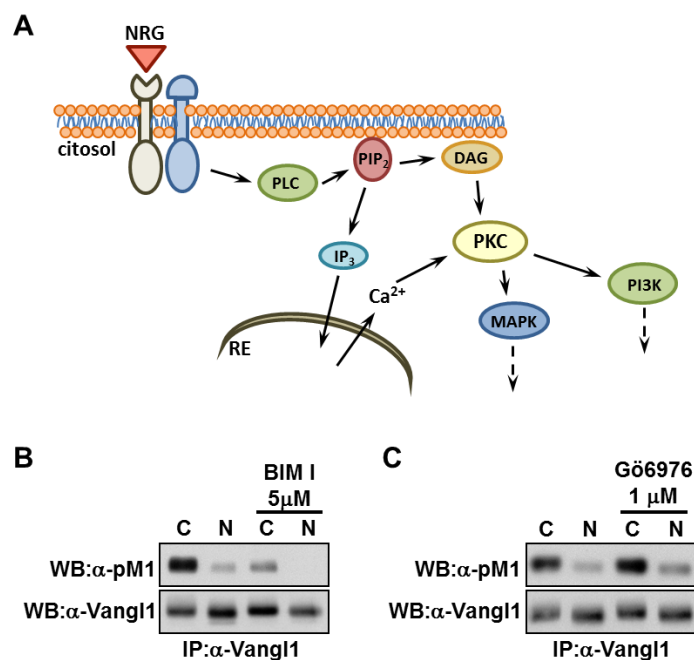 A
NRG
citosol
PLC
PIP₂
DAG
IP₃
Ca²⁺
PKC
PI3K
RE
MAPK
B
BIM I
5µM
C N C N
WB:α-pM1
WB:α-Vangl1
IP:α-Vangl1
C
Gö6976
1 µM
C N C N
WB:α-pM1
WB:α-Vangl1
IP:α-Vangl1